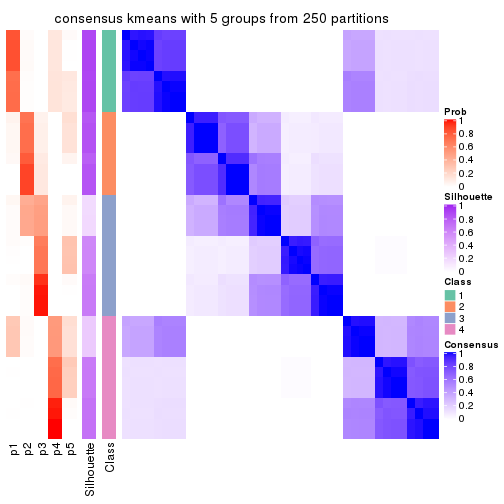 consensus kmeans with 5 groups from 250 partitions
Prob
1
0.8
0.6
0.4
0.2
0
Silhouette
1
0.8
0.6
0.4
0.2
0
Class
1
2
3
4
Consensus
1
0.8
0.6
0.4
0.2
0
p1
p2
p3
p4
p5
Silhouette
Class